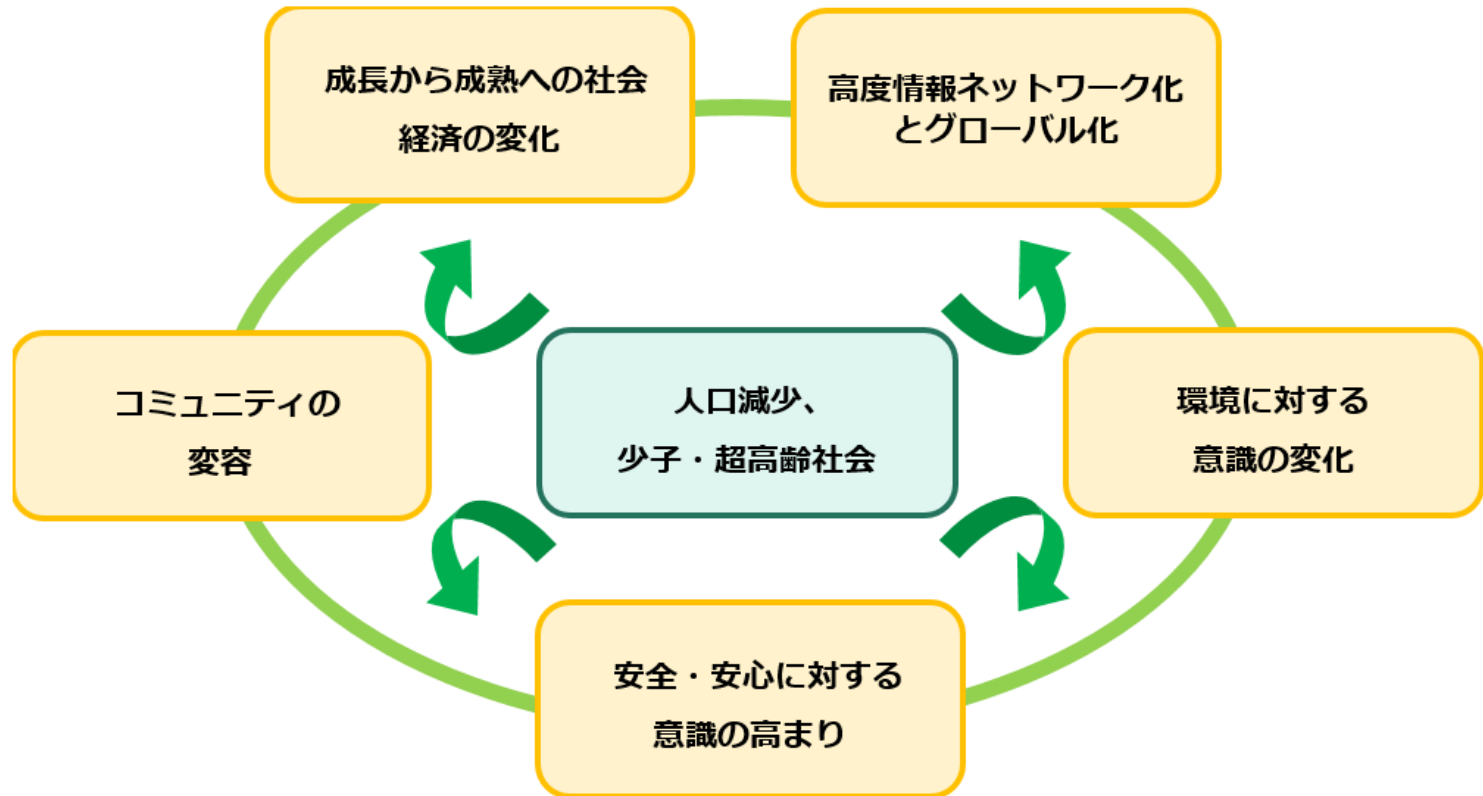 成長から成熟への社会
経済の変化
高度情報ネットワーク化
とグローバル化
コミュニティの
変容
人口減少、
少子・超高齢社会
環境に対する
意識の変化
安全・安心に対する
意識の高まり